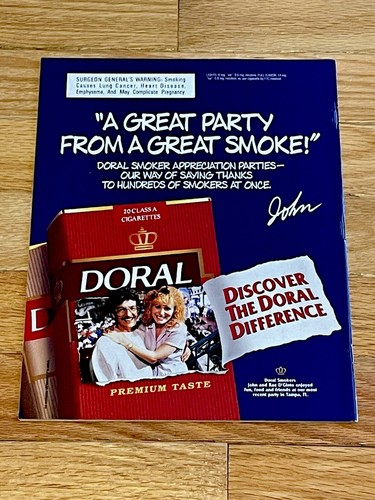 SURGEON GENERAL'S WARNING: Smoking
Causes Lung Cancer, Heart Disease,
Emphysema, And May Complicate Pregnancy.
"A GREAT PARTY
FROM A GREAT SMOKE!"
DORAL SMOKER APPRECIATION PARTIES—
OUR WAY OF SAYING THANKS
TO HUNDREDS OF SMOKERS AT ONCE.
John
20 CLASS A
CIGARETTES
DORAL
D
PREMIUM TASTE
DISCOVER
THE DORAL
DIFFERENCE
Doral Smokers
John and Rae D'Ginto enjoyed
fun, food and friends at our most
recent party in Tampa, FL.